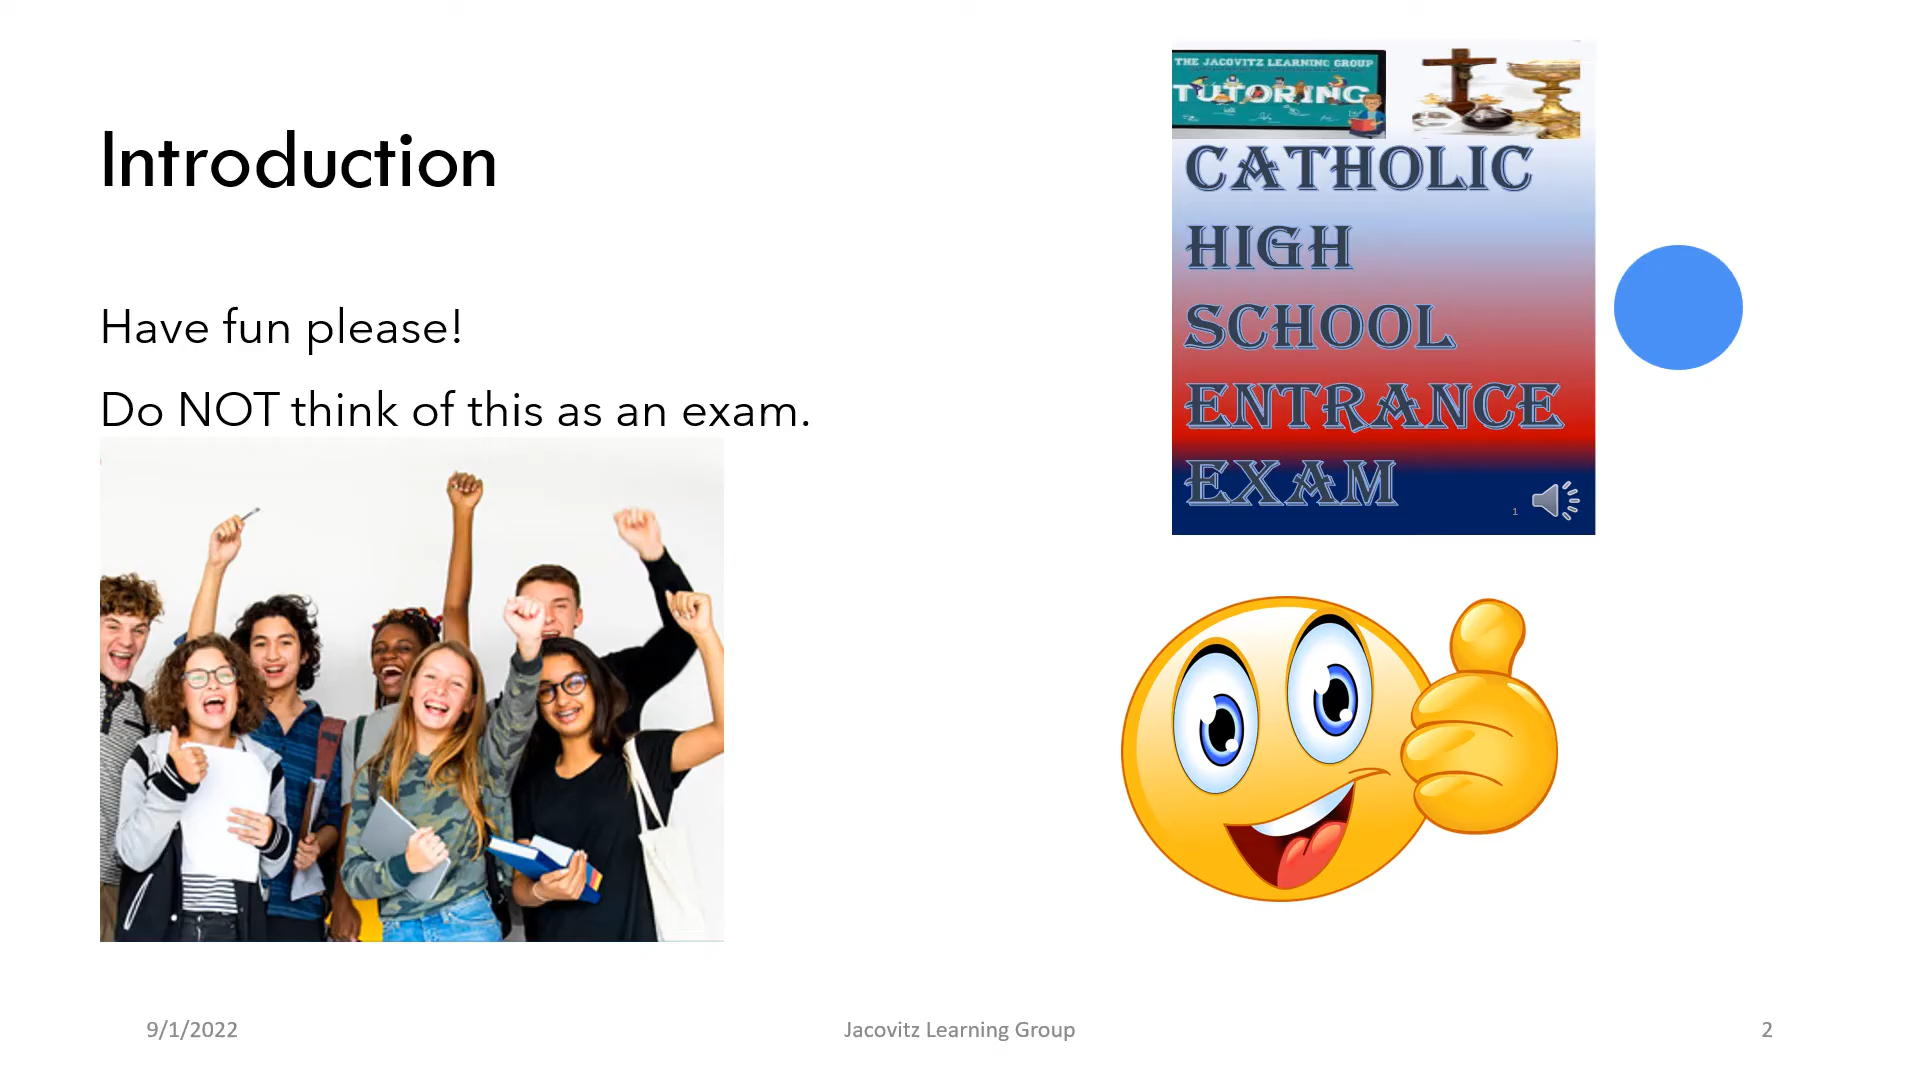 Introduction
Have fun please!
Do NOT think of this as an exam.
THE JACOVITZ LEARNING GROUP
TUTORING
CATHOLIC
HIGH
SCHOOL
ENTRANCE
EXAM
1
9/1/2022
Jacovitz Learning Group
2